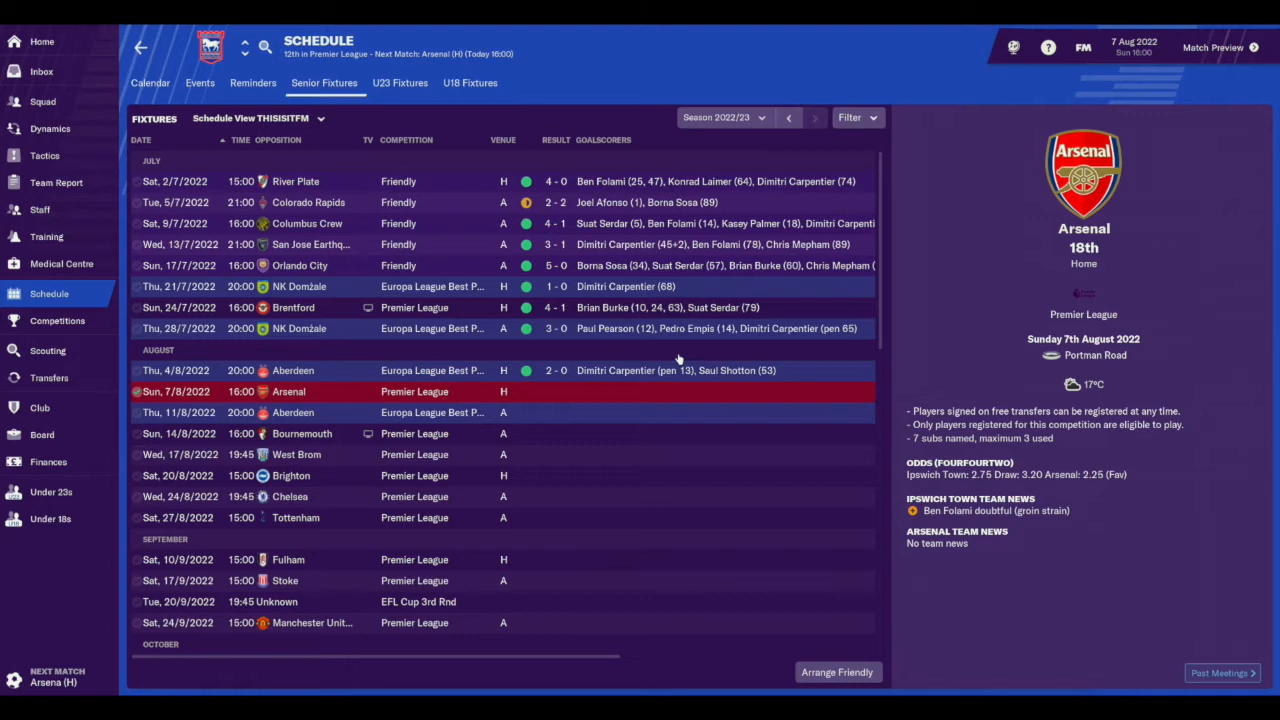 Home
Inbox
Squad
Dynamics
Tactics
Team Report
Staff
Training
Medical Centre
Schedule
Competitions
Scouting
Transfers
Club
Board
Finances
Under 23s
Under 18s
NEXT MATCH
Arsena (H)
SCHEDULE
12th in Premier League - Next Match: Arsenal (H) (Today 16:00)
FM
7 Aug 2022
Sun 16:00
Match Preview
Calendar Events Reminders Senior Fixtures U23 Fixtures U18 Fixtures
FIXTURES Schedule View THISISITFM Season 2022/23 Filter
DATE TIME OPPOSITION TV COMPETITION VENUE RESULT GOALSCORERS
JULY
Sat, 2/7/2022 15:00 River Plate Friendly H 4 - 0 Ben Folami (25, 47), Konrad Laimer (64), Dimitri Carpentier (74)
Tue, 5/7/2022 21:00 Colorado Rapids Friendly A 2 - 2 Joel Afonso (1), Borna Sosa (89)
Sat, 9/7/2022 16:00 Columbus Crew Friendly A 4 - 1 Suat Serdar (5), Ben Folami (14), Kasey Palmer (18), Dimitri Carpenti
Wed, 13/7/2022 21:00 San Jose Earthq... Friendly A 3 - 1 Dimitri Carpentier (45+2), Ben Folami (78), Chris Mepham (89)
Sun, 17/7/2022 16:00 Orlando City Friendly A 5 - 0 Borna Sosa (34), Suat Serdar (57), Brian Burke (60), Chris Mepham (
Thu, 21/7/2022 20:00 NK Domžale Europa League Best P... H 1 - 0 Dimitri Carpentier (68)
Sun, 24/7/2022 16:00 Brentford Premier League H 4 - 1 Brian Burke (10, 24, 63), Suat Serdar (79)
Thu, 28/7/2022 20:00 NK Domžale Europa League Best P... A 3 - 0 Paul Pearson (12), Pedro Empis (14), Dimitri Carpentier (pen 65)
AUGUST
Thu, 4/8/2022 20:00 Aberdeen Europa League Best P... H 2 - 0 Dimitri Carpentier (pen 13), Saul Shotton (53)
Sun, 7/8/2022 16:00 Arsenal Premier League H
Thu, 11/8/2022 20:00 Aberdeen Europa League Best P... A
Sun, 14/8/2022 16:00 Bournemouth Premier League A
Wed, 17/8/2022 19:45 West Brom Premier League A
Sat, 20/8/2022 15:00 Brighton Premier League H
Wed, 24/8/2022 19:45 Chelsea Premier League A
Sat, 27/8/2022 15:00 Tottenham Premier League A
SEPTEMBER
Sat, 10/9/2022 15:00 Fulham Premier League H
Sat, 17/9/2022 15:00 Stoke Premier League A
Tue, 20/9/2022 19:45 Unknown EFL Cup 3rd Rnd
Sat, 24/9/2022 15:00 Manchester Unit... Premier League A
OCTOBER
Arrange Friendly
Arsenal
Arsenal
18th
Home
Premier League
Sunday 7th August 2022
Portman Road
17°C
- Players signed on free transfers can be registered at any time.
- Only players registered for this competition are eligible to play.
- 7 subs named, maximum 3 used
ODDS (FOURFOURTWO)
Ipswich Town: 2.75 Draw: 3.20 Arsenal: 2.25 (Fav)
IPSWICH TOWN TEAM NEWS
Ben Folami doubtful (groin strain)
ARSENAL TEAM NEWS
No team news
Past Meetings